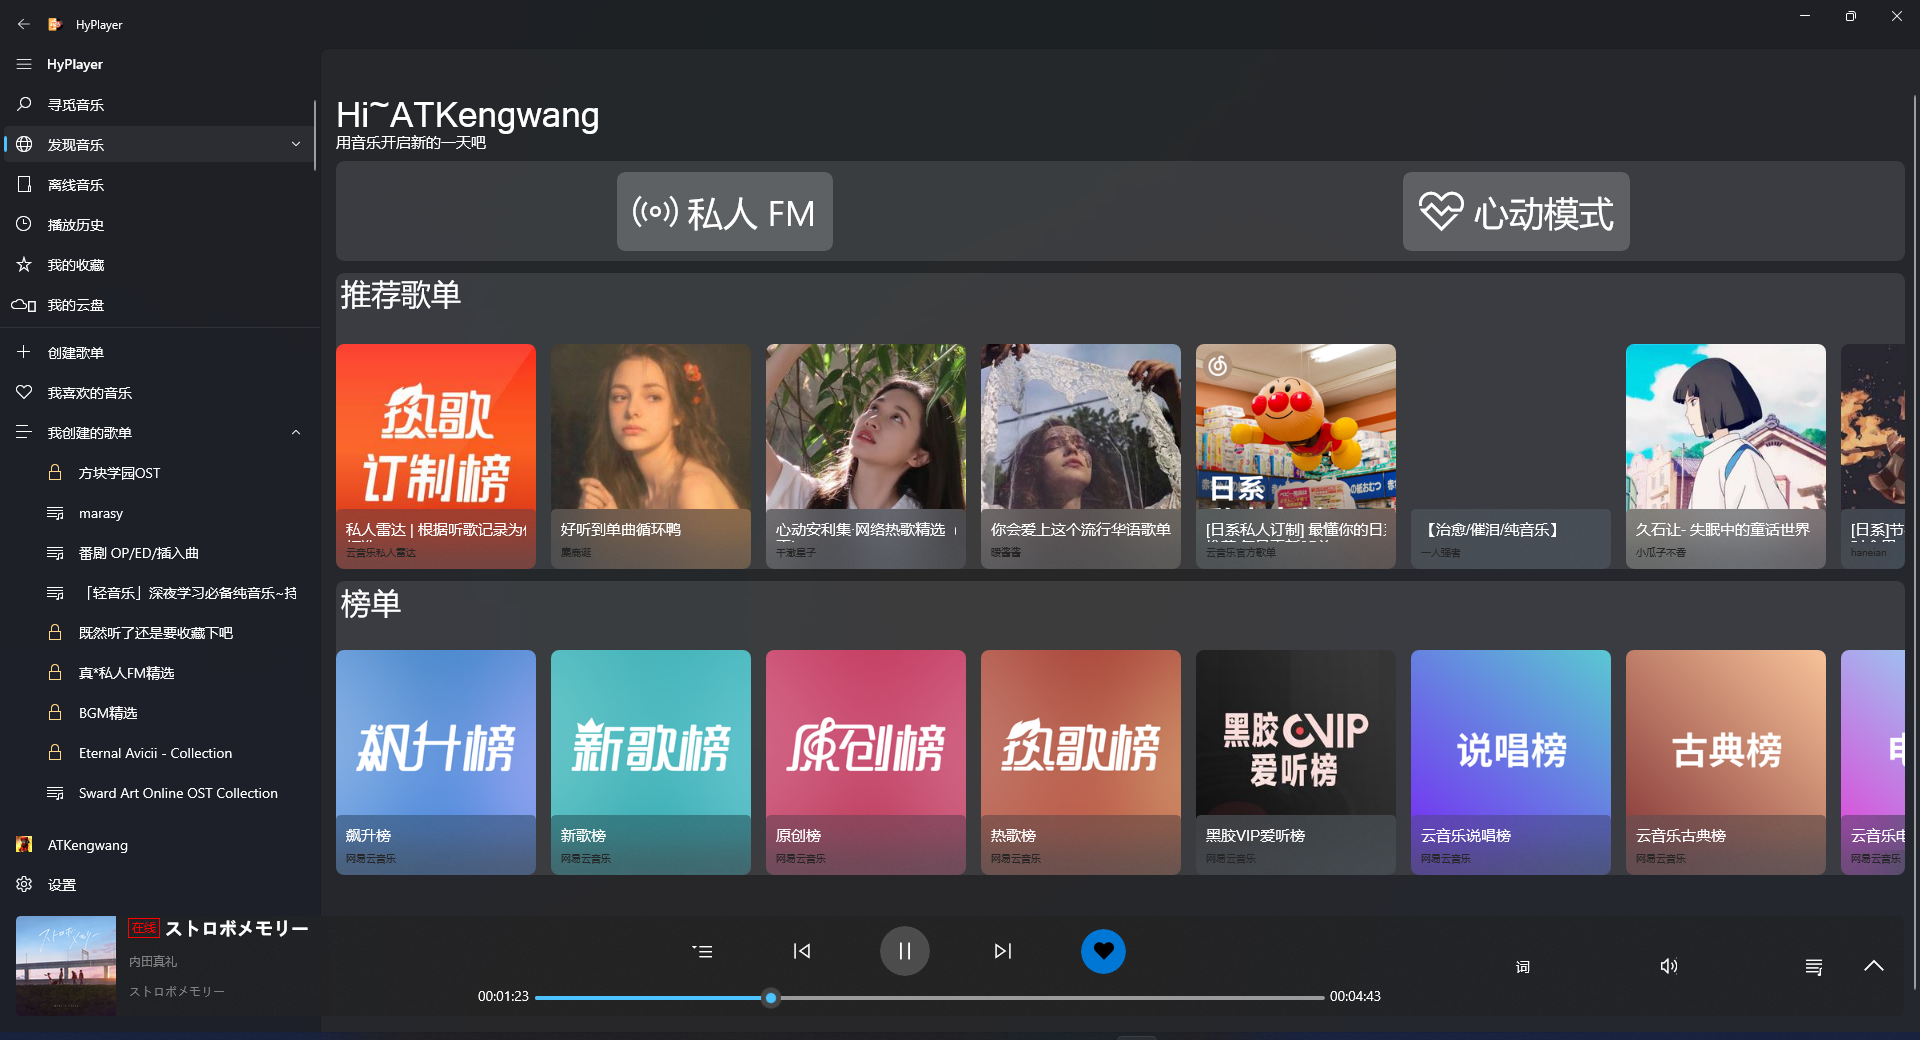 HyPlayer
HyPlayer
寻觅音乐
发现音乐
离线音乐
播放历史
我的收藏
我的云盘
创建歌单
我喜欢的音乐
我创建的歌单
方块学园OST
marasy
番剧 OP/ED/插入曲
「轻音乐」深夜学习必备纯音乐~持
既然听了还是要收藏下吧
真*私人FM精选
BGM精选
Eternal Avicii - Collection
Sward Art Online OST Collection
ATKengwang
设置
Hi~ATKengwang
用音乐开启新的一天吧
私人 FM
心动模式
推荐歌单
热歌
订制榜
私人雷达 | 根据听歌记录为
云音乐私人雷达
好听到单曲循环鸭
心动安利集·网络热歌精选
干澈星子
你会爱上这个流行华语歌单
日系
[日系私人订制] 最懂你的日
云音乐官方歌单
【治愈/催泪/纯音乐】
一人强者
久石让- 失眠中的童话世界
小瓜子不香
[日系]节
haneian
榜单
飙升榜
飙升榜
网易云音乐
新歌榜
新歌榜
网易云音乐
原创榜
原创榜
网易云音乐
热歌榜
热歌榜
网易云音乐
黑胶VIP
爱听榜
黑胶VIP爱听榜
网易云音乐
说唱榜
云音乐说唱榜
网易云音乐
古典榜
云音乐古典榜
网易云音乐
电
云音乐电
网易云音乐
ストロボ
メモリー
在线 ストロボメモリー
内田真礼
ストロボメモリー
00:01:23
00:04:43
词